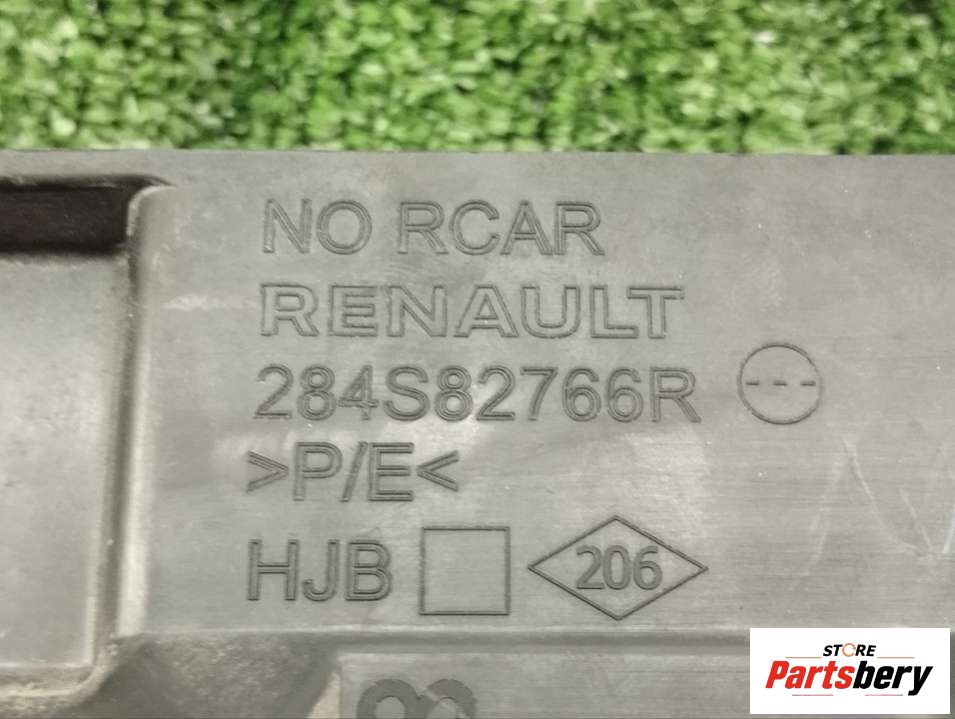 NO RCAR
RENAULT
284S82766R
>P/E<
HJB 206
STORE
Partsbery